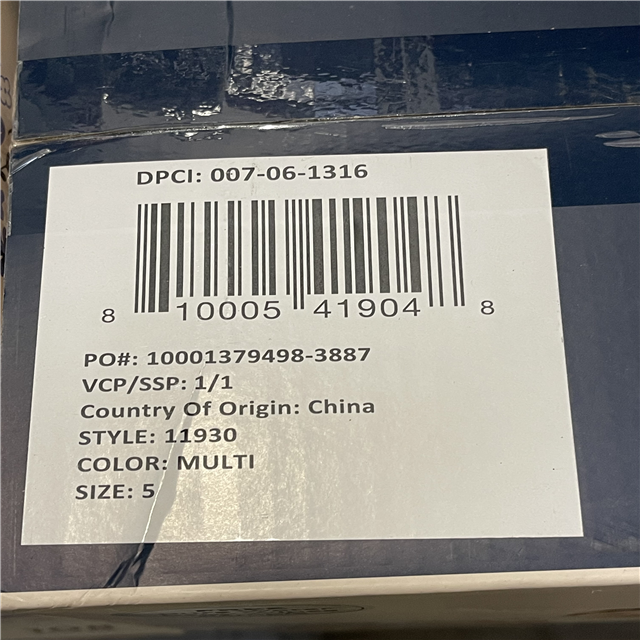 DPCI: 007-06-1316
8 10005 41904 8
PO#: 10001379498-3887
VCP/SSP: 1/1
Country Of Origin: China
STYLE: 11930
COLOR: MULTI
SIZE: 5